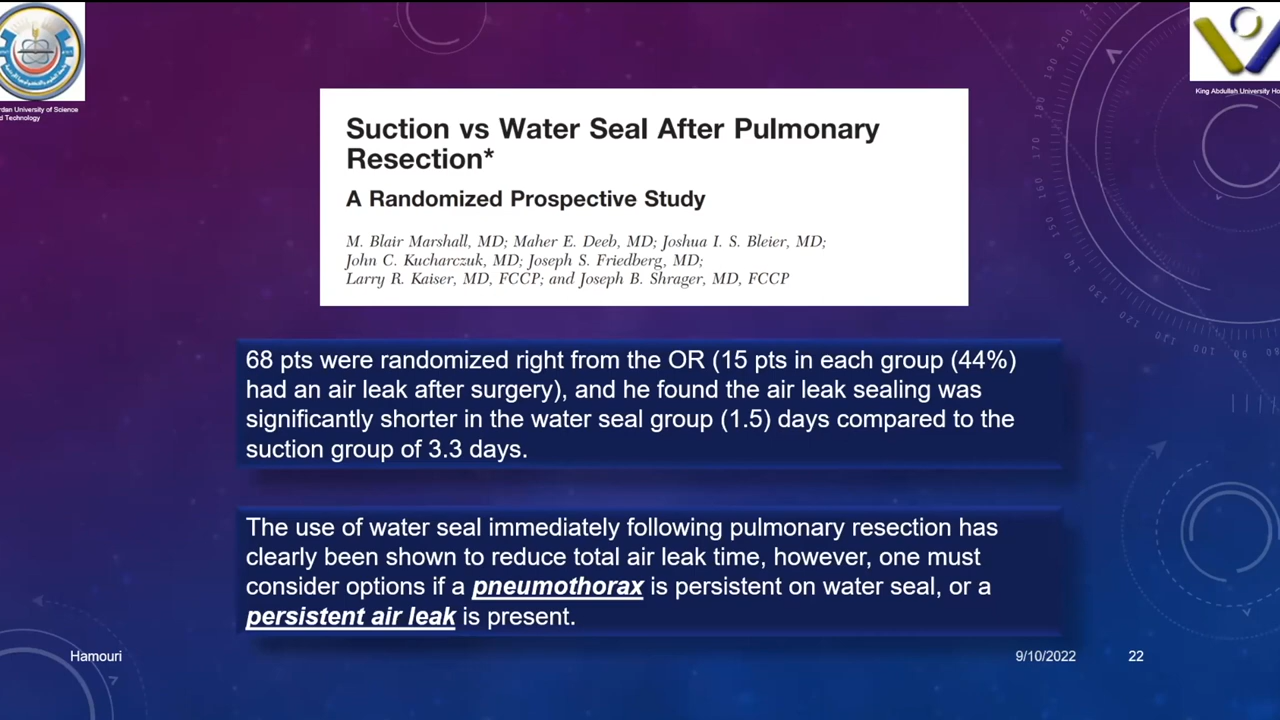 rdan University of Science
d Technology
King Abdullah University Ho
Suction vs Water Seal After Pulmonary
Resection*
A Randomized Prospective Study
M. Blair Marshall, MD; Maher E. Deeb, MD; Joshua I. S. Bleier, MD;
John C. Kucharczuk, MD; Joseph S. Friedberg, MD;
Larry R. Kaiser, MD, FCCP; and Joseph B. Shrager, MD, FCCP
68 pts were randomized right from the OR (15 pts in each group (44%)
had an air leak after surgery), and he found the air leak sealing was
significantly shorter in the water seal group (1.5) days compared to the
suction group of 3.3 days.
The use of water seal immediately following pulmonary resection has
clearly been shown to reduce total air leak time, however, one must
consider options if a pneumothorax is persistent on water seal, or a
persistent air leak is present.
Hamouri
9/10/2022
22